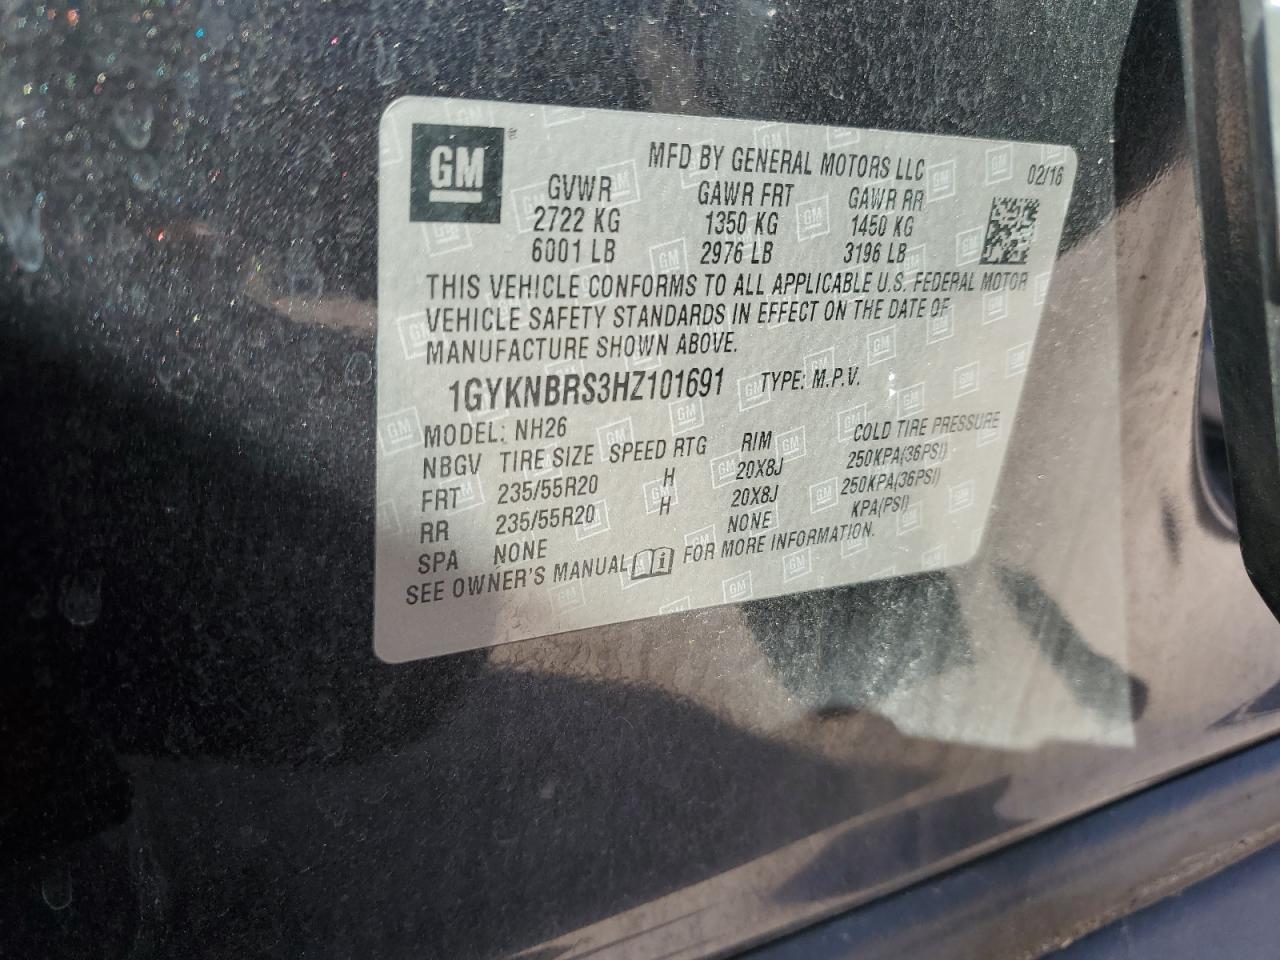 GM
MFD BY GENERAL MOTORS LLC 02/16
GVWR GAWR FRT GAWR RR
2722 KG 1350 KG 1450 KG
6001 LB 2976 LB 3196 LB
THIS VEHICLE CONFORMS TO ALL APPLICABLE U.S. FEDERAL MOTOR
VEHICLE SAFETY STANDARDS IN EFFECT ON THE DATE OF
MANUFACTURE SHOWN ABOVE.
1GYKNBRS3HZ101691 TYPE: M.P.V.
MODEL: NH26
NBGV TIRE SIZE SPEED RTG RIM COLD TIRE PRESSURE
FRT 235/55R20 H 20X8J 250KPA(36PSI)
RR 235/55R20 H 20X8J 250KPA(36PSI)
SPA NONE NONE KPA(PSI)
SEE OWNER'S MANUAL i FOR MORE INFORMATION.